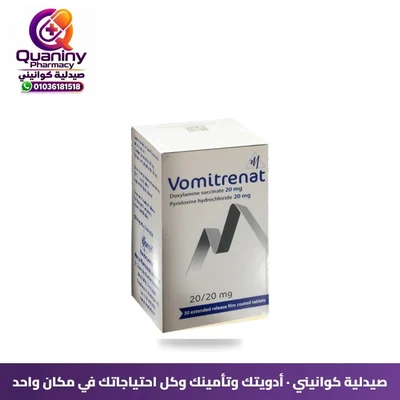 Quaniny
Pharmacy
صيدلية كوانيني
01036181518
Vomitrenat
Doxylamine succinate 20 mg
Pyridoxine hydrochloride 20 mg
20/20 mg
30 extended release film coated tablets
صيدلية كوانيني - أدويتك وتأمينك وكل احتياجاتك في مكان واحد